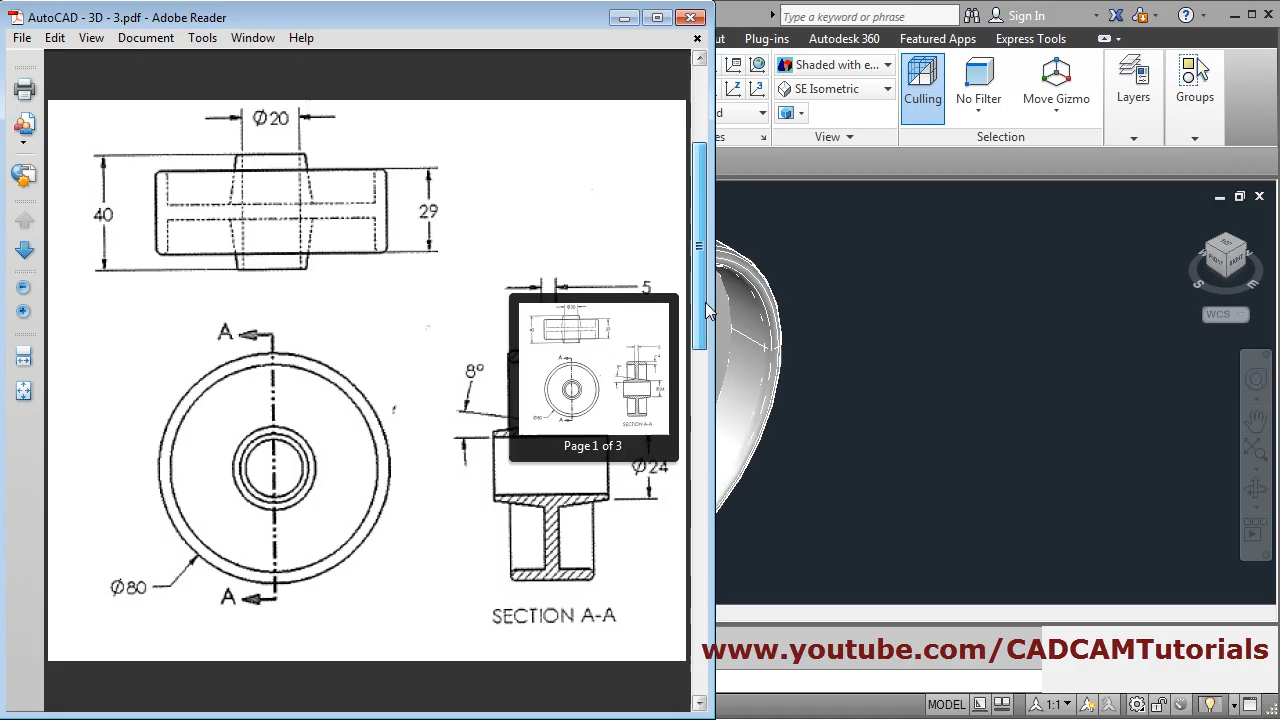 AutoCAD - 3D - 3.pdf - Adobe Reader
File Edit View Document Tools Window Help
Type a keyword or phrase
Sign In
ut Plug-ins Autodesk 360 Featured Apps Express Tools
Shaded with e...
SE Isometric
d
es
View
Culling
No Filter
Move Gizmo
Selection
Layers
Groups
Ø20
40
29
5
A
8°
Ø24
Ø80
A
SECTION A-A
Page 1 of 3
S
E
WCS
www.youtube.com/CADCAMTutorials
MODEL
1:1